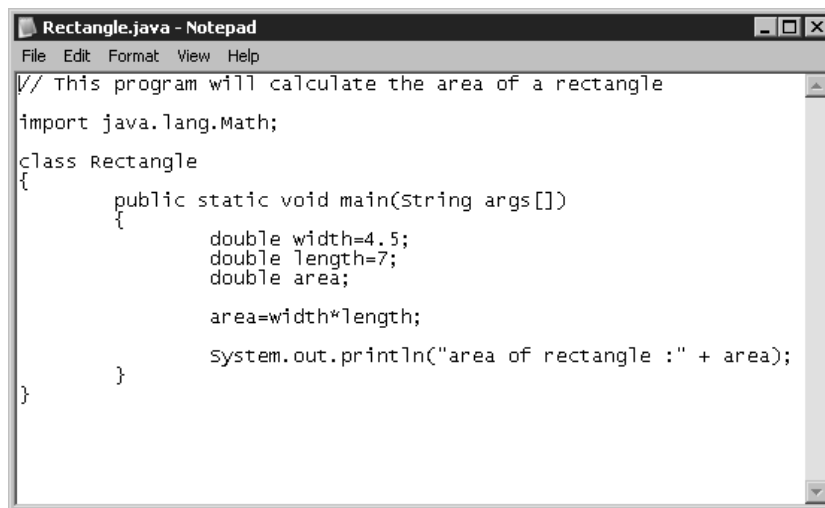 Rectangle.java - Notepad
File Edit Format View Help
// This program will calculate the area of a rectangle
import java.lang.Math;
class Rectangle
{
public static void main(String args[])
{
double width=4.5;
double length=7;
double area;
area=width*length;
System.out.println("area of rectangle :" + area);
}
}